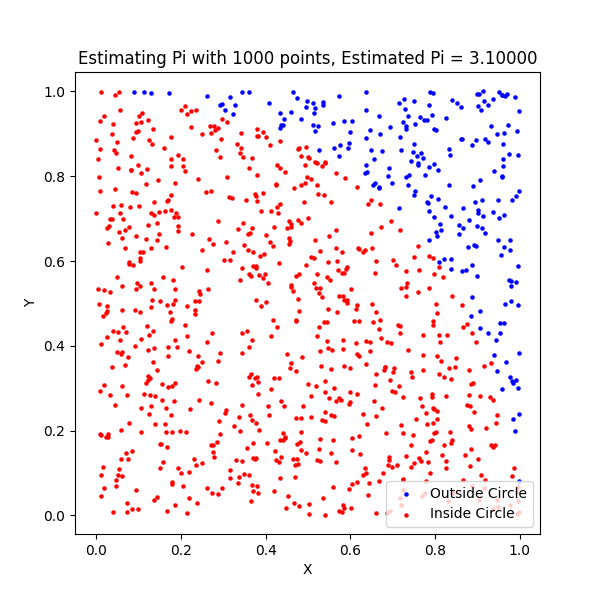 Estimating Pi with 1000 points, Estimated Pi = 3.10000
1.0
0.8
0.6
0.4
0.2
0.0
Y
Outside Circle
Inside Circle
0.0 0.2 0.4 0.6 0.8 1.0
X